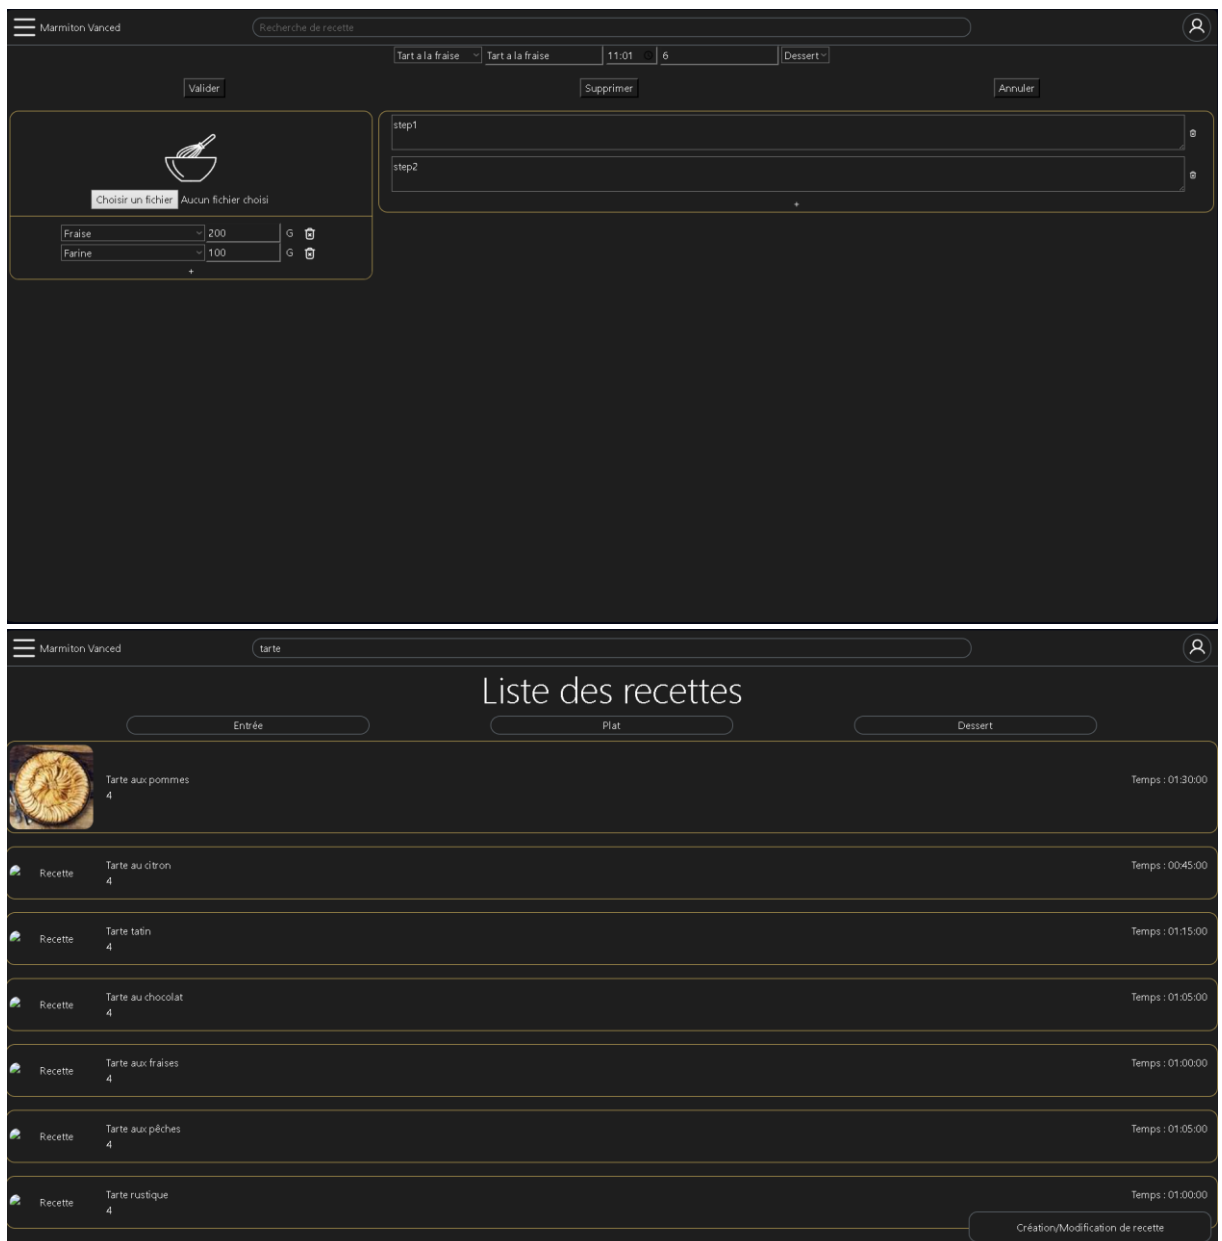 Marmiton Vanced Recherche de recette
Tart a la fraise Tart a la fraise 11:01 6 Dessert
Valider Supprimer Annuler
step1
step2
+
Choisir un fichier Aucun fichier choisi
Fraise 200 G
Farine 100 G
+
Marmiton Vanced tarte
Liste des recettes
Entrée Plat Dessert
Tarte aux pommes Temps : 01:30:00
4
Recette Tarte au citron Temps : 00:45:00
4
Recette Tarte tatin Temps : 01:15:00
4
Recette Tarte au chocolat Temps : 01:05:00
4
Recette Tarte aux fraises Temps : 01:00:00
4
Recette Tarte aux pêches Temps : 01:05:00
4
Recette Tarte rustique Temps : 01:00:00
4
Création/Modification de recette